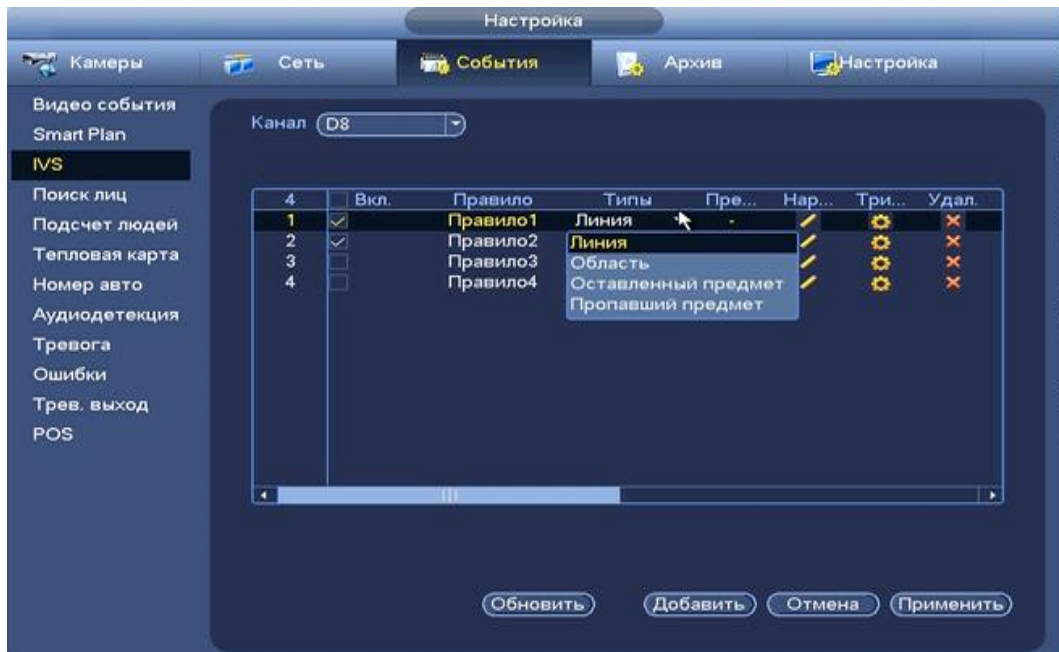 Настройка
Камеры Сеть События Архив Настройка
Видео события
Smart Plan
IVS
Поиск лиц
Подсчет людей
Тепловая карта
Номер авто
Аудиодетекция
Тревога
Ошибки
Трев. выход
POS
Канал D8
4 Вкл. Правило Типы Пре... Нар... Три... Удал.
1 Правило1 Линия -
2 Правило2
3 Правило3
4 Правило4
Линия
Область
Оставленный предмет
Пропавший предмет
Обновить Добавить Отмена Применить